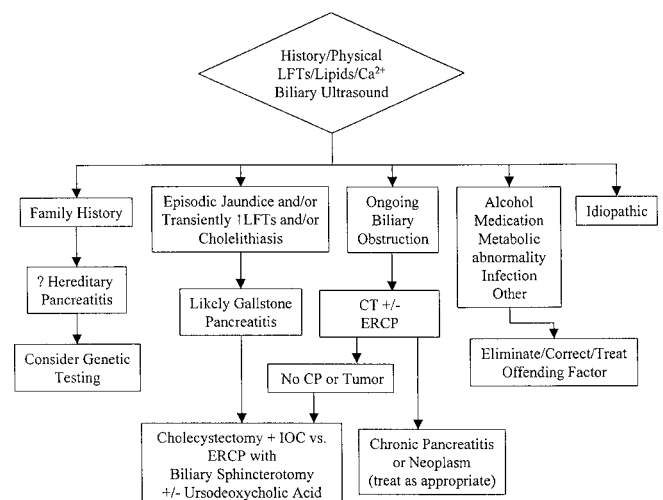 History/Physical
LFTs/Lipids/Ca²⁺
Biliary Ultrasound
Family History
Episodic Jaundice and/or
Transiently ↑LFTs and/or
Cholelithiasis
Ongoing
Biliary
Obstruction
Alcohol
Medication
Metabolic
abnormality
Infection
Other
Idiopathic
? Hereditary
Pancreatitis
Likely Gallstone
Pancreatitis
CT +/-
ERCP
Consider Genetic
Testing
Eliminate/Correct/Treat
Offending Factor
No CP or Tumor
Cholecystectomy + IOC vs.
ERCP with
Biliary Sphincterotomy
+/- Ursodeoxycholic Acid
Chronic Pancreatitis
or Neoplasm
(treat as appropriate)